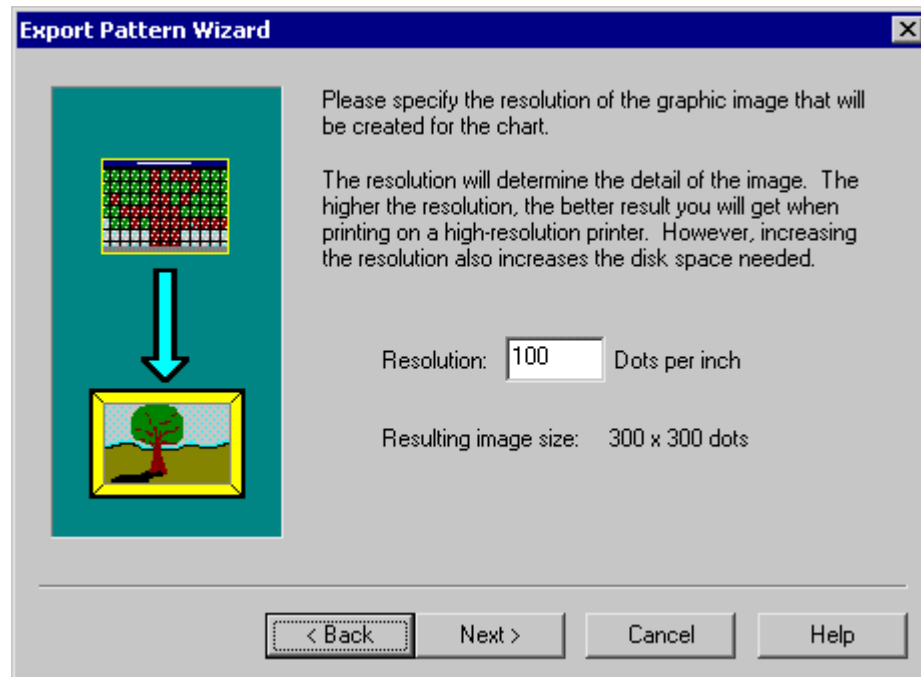 Export Pattern Wizard
Please specify the resolution of the graphic image that will
be created for the chart.
The resolution will determine the detail of the image.  The
higher the resolution, the better result you will get when
printing on a high-resolution printer.  However, increasing
the resolution also increases the disk space needed.
Resolution: 100 Dots per inch
Resulting image size: 300 x 300 dots
< Back Next > Cancel Help